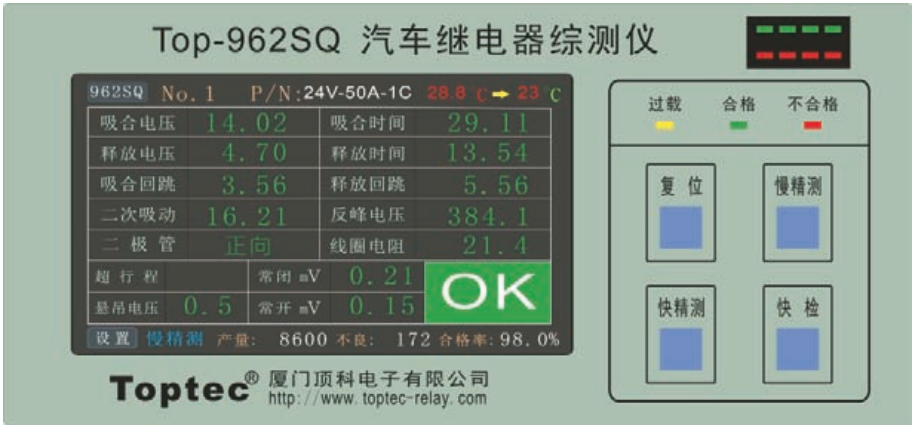 Top-962SQ 汽车继电器综测仪
962SQ No.1 P/N:24V-50A-1C 28.8 C 23 C
吸合电压 14.02 吸合时间 29.11
释放电压 4.70 释放时间 13.54
吸合回跳 3.56 释放回跳 5.56
二次吸动 16.21 反峰电压 384.1
二极管 正向 线圈电阻 21.4
超行程 常闭 mV 0.21
悬吊电压 0.5 常开 mV 0.15
OK
设置 慢精测 产量: 8600 不良: 172 合格率: 98.0%
过载 合格 不合格
复位 慢精测
快精测 快检
Toptec® 厦门顶科电子有限公司
http://www.toptec-relay.com